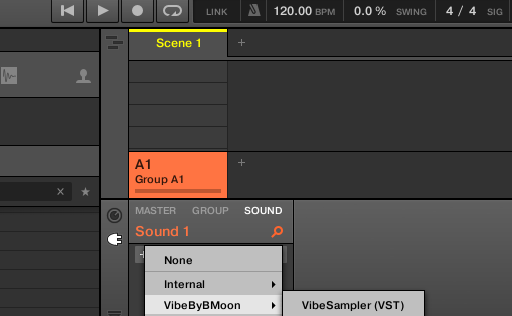 LINK 120.00 BPM 0.0 % SWING 4 / 4 SIG
Scene 1 +
A1 +
Group A1
MASTER GROUP SOUND
Sound 1
None
Internal
VibeByBMoon VibeSampler (VST)